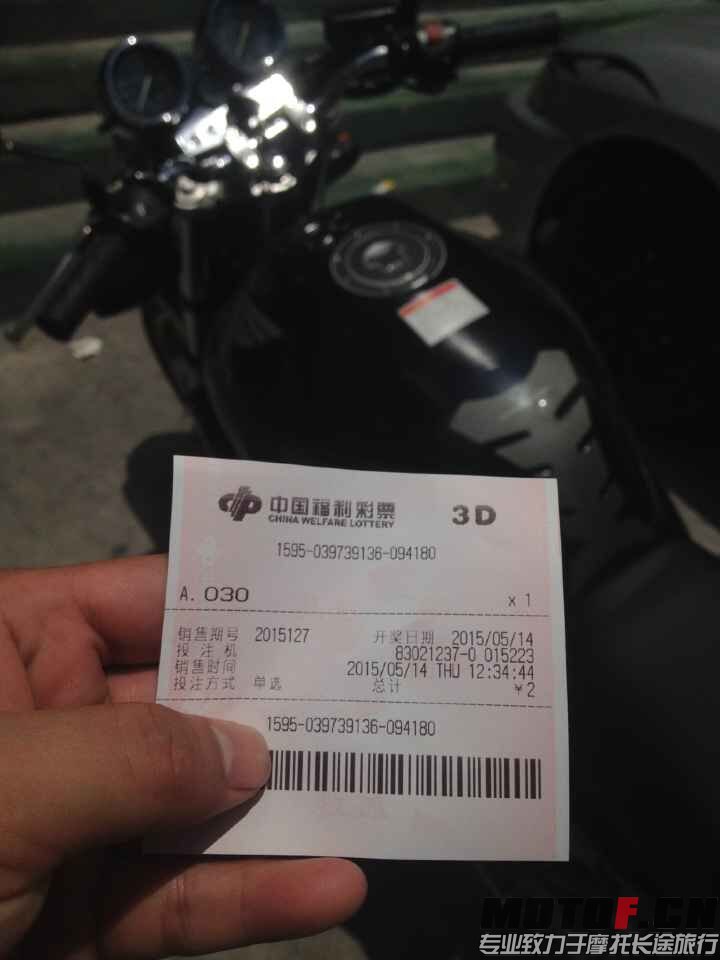 中国福利彩票 3D
CHINA WELFARE LOTTERY
1595-039739136-094180
A. 030 x 1
销售期号 2015127 开奖日期 2015/05/14
投注机 83021237-0 015223
销售时间 2015/05/14 THU 12:34:44
投注方式 单选 总计 ￥2
1595-039739136-094180
MOTOF.CN
专业致力于摩托长途旅行